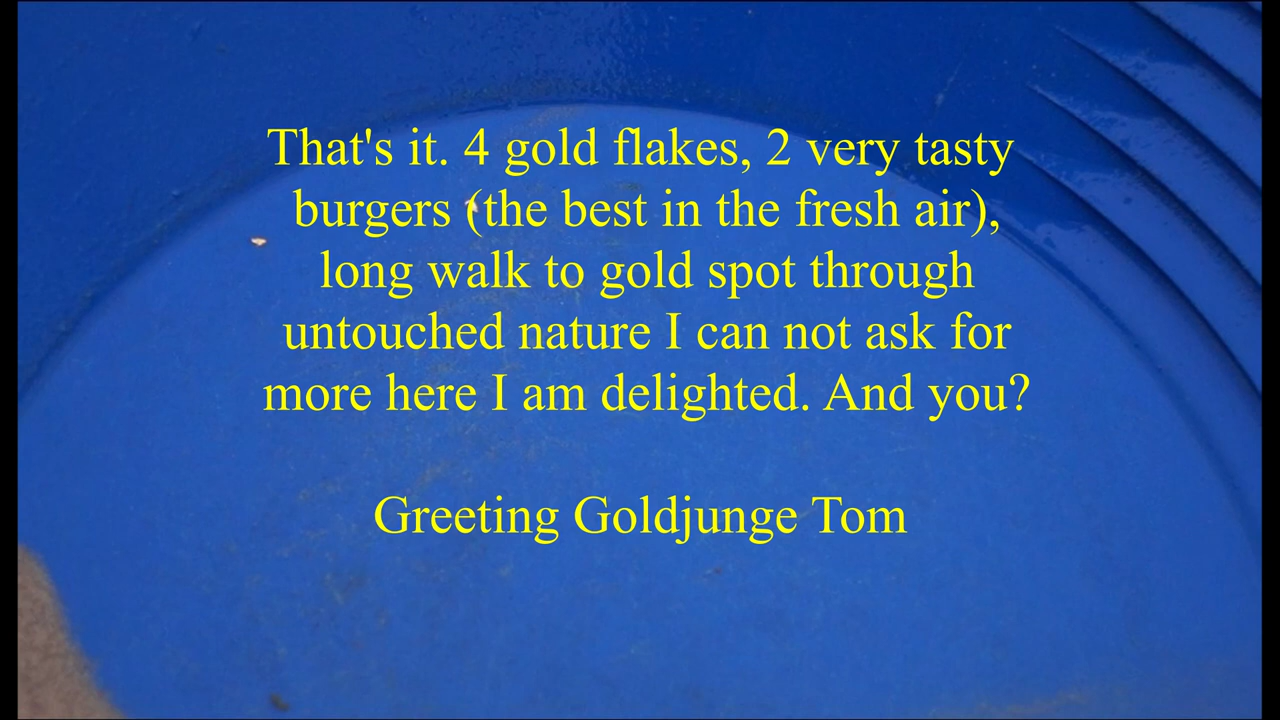 That's it. 4 gold flakes, 2 very tasty
burgers (the best in the fresh air),
long walk to gold spot through
untouched nature I can not ask for
more here I am delighted. And you?
Greeting Goldjunge Tom